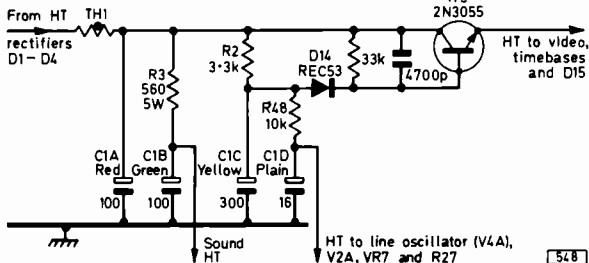 2N3055
From HT
TH1
rectifiers
D1-D4
HT to video,
timebases
and D15
R2
3·3k
D14
REC53
33k
4700p
R3
560
5W
R48
10k
C1A
Red
C1B
Green
C1C
Yellow
C1D
Plain
100
100
300
16
Sound
HT
HT to line oscillator (V4A),
V2A, VR7 and R27
548